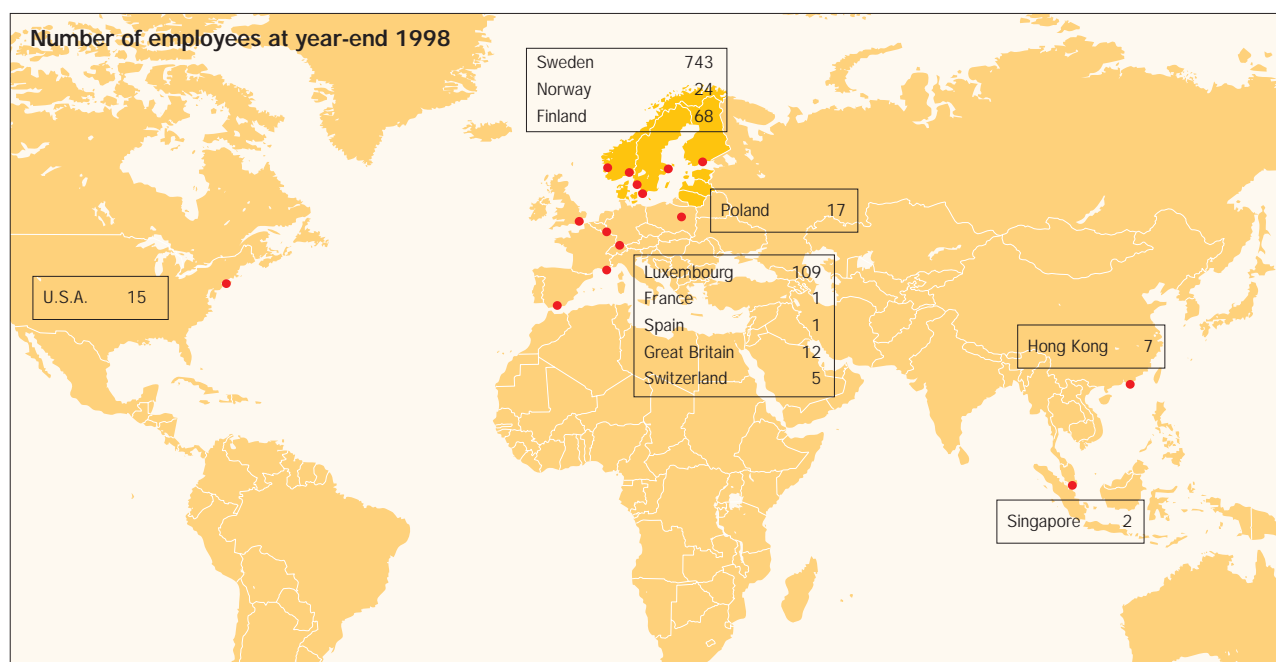 Number of employees at year-end 1998
Sweden 743
Norway 24
Finland 68
Poland 17
Luxembourg 109
France 1
Spain 1
Great Britain 12
Switzerland 5
U.S.A. 15
Hong Kong 7
Singapore 2